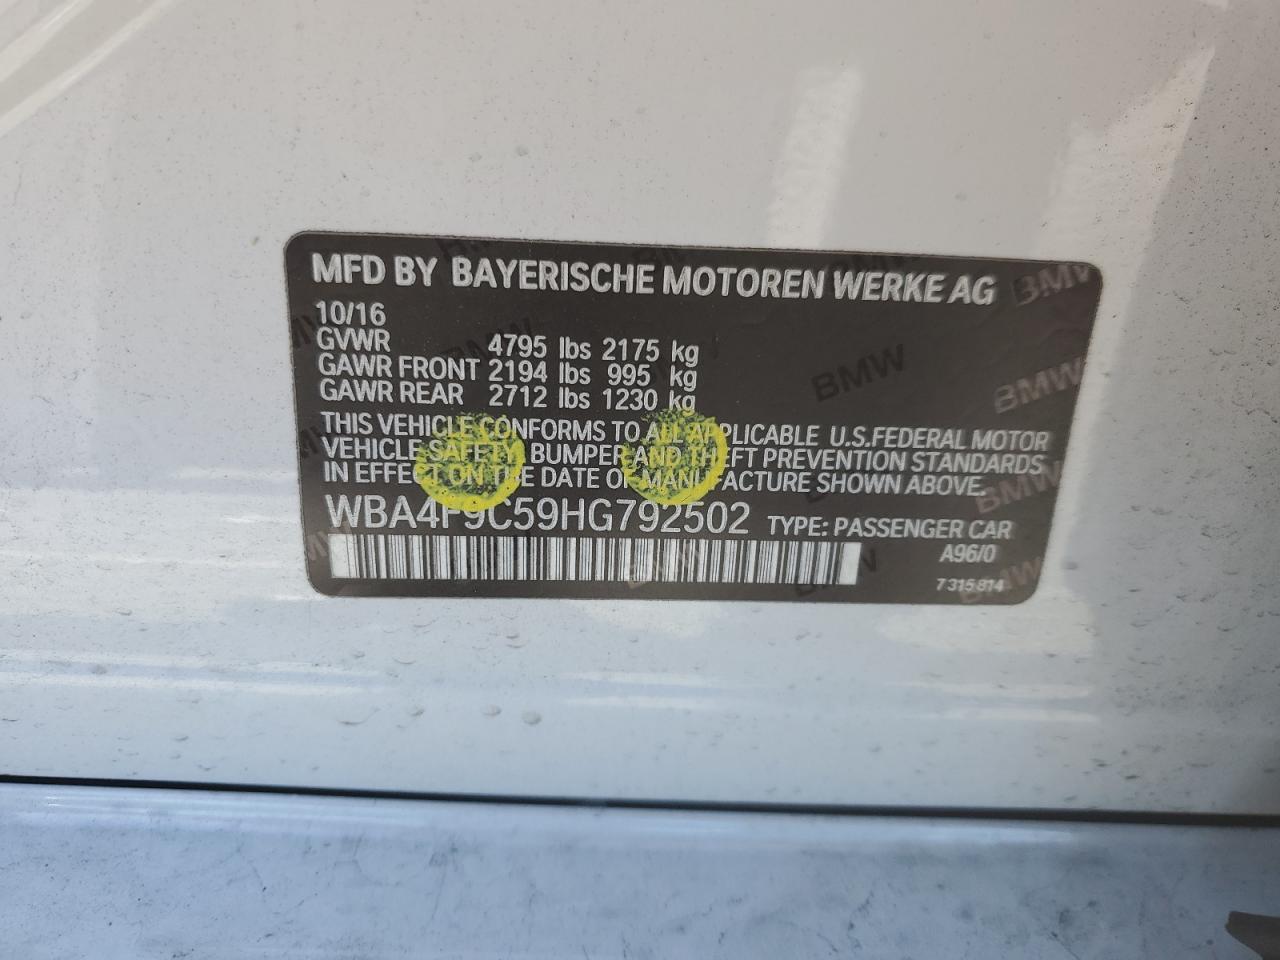 MFD BY BAYERISCHE MOTOREN WERKE AG
10/16
GVWR 4795 lbs 2175 kg
GAWR FRONT 2194 lbs 995 kg
GAWR REAR 2712 lbs 1230 kg
THIS VEHICLE CONFORMS TO ALL APPLICABLE U.S.FEDERAL MOTOR
VEHICLE SAFETY, BUMPER AND THEFT PREVENTION STANDARDS
IN EFFECT ON THE DATE OF MANUFACTURE SHOWN ABOVE.
WBA4F9C59HG792502 TYPE: PASSENGER CAR
A96/0
7 315 814
BMW
BMW
BMW
BMW
BMW